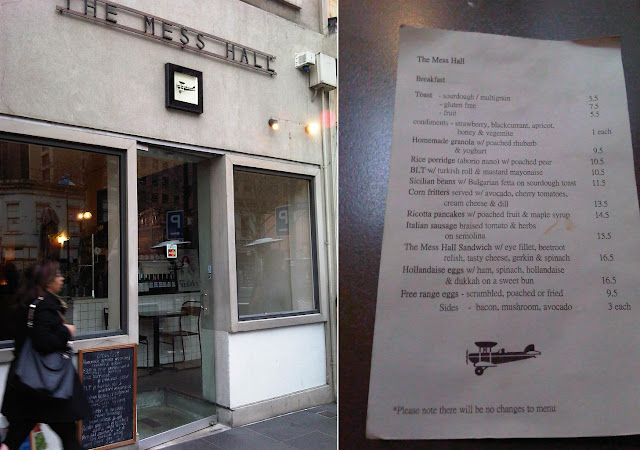 THE MESS HALL
P
P
The Mess Hall
Breakfast
Toast - sourdough / multigrain 5.5
- gluten free 7.5
- fruit 5.5
condiments - strawberry, blackcurrant, apricot,
honey & vegemite 1 each
Homemade granola w/ poached rhubarb
& yoghurt 9.5
Rice porridge (abono nano) w/ poached pear 10.5
BLT w/ turkish roll & mustard mayonaise 10.5
Sicilian beans w/ Bulgarian fetta on sourdough toast 11.5
Corn fritters served w/ avocado, cherry tomatoes,
cream cheese & dill 13.5
Ricotta pancakes w/ poached fruit & maple syrup 14.5
Italian sausage braised tomato & herbs
on semolina 15.5
The Mess Hall Sandwich w/ eye fillet, beetroot
relish, tasty cheese, gerkin & spinach 16.5
Hollandaise eggs w/ ham, spinach, hollandaise
& dukkah on a sweet bun 16.5
Free range eggs - scrambled, poached or fried 9.5
Sides - bacon, mushroom, avocado 3 each
*Please note there will be no changes to menu